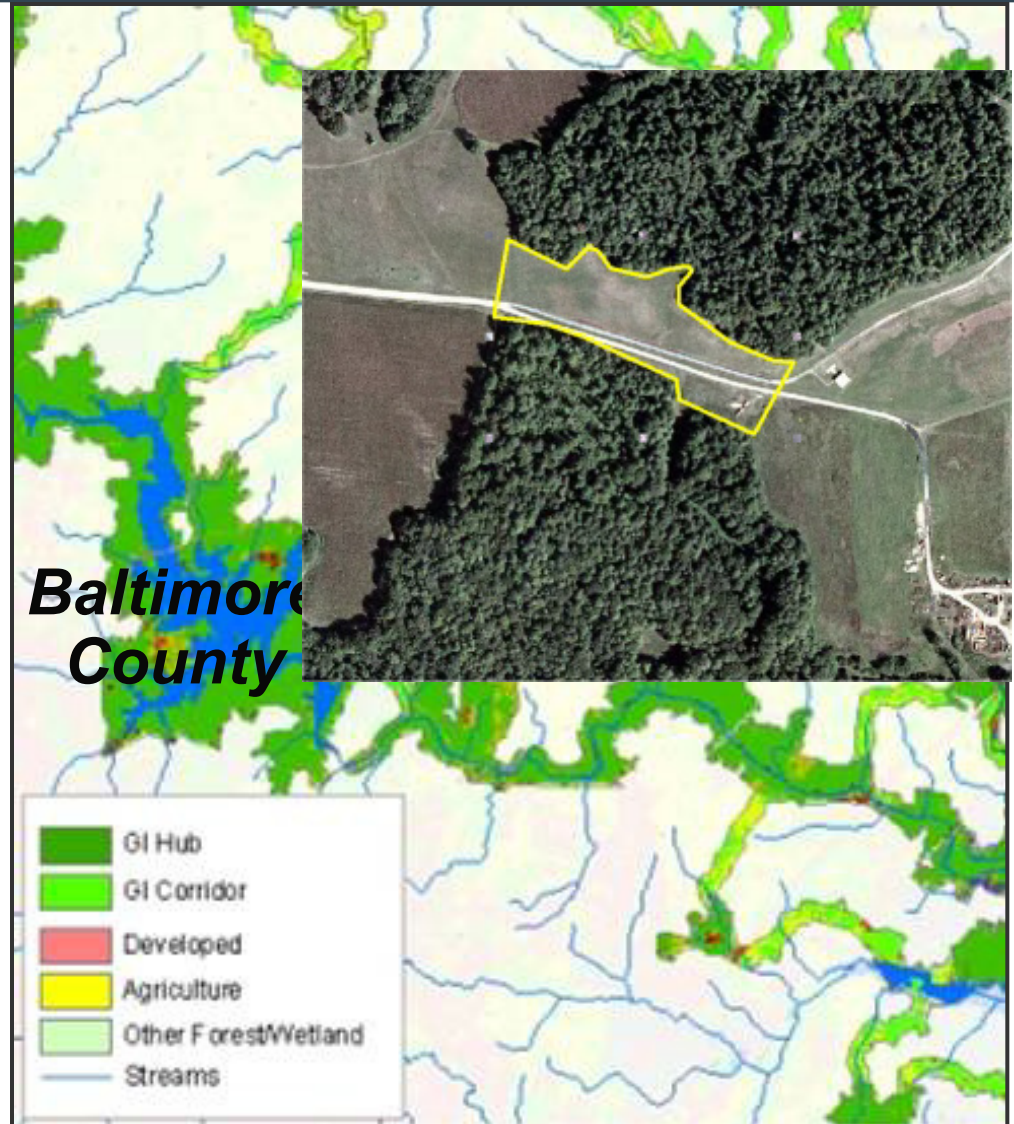 Baltimore
County
GI Hub
GI Corridor
Developed
Agriculture
Other Forest/Wetland
Streams